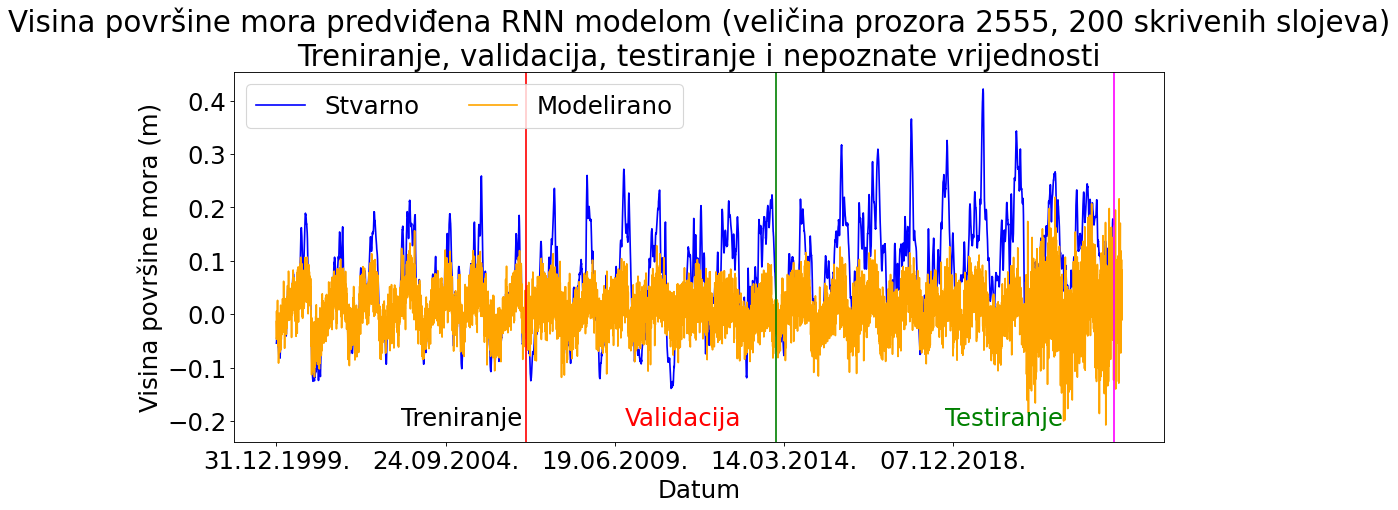 Visina površine mora predviđena RNN modelom (veličina prozora 2555, 200 skrivenih slojeva)
Treniranje, validacija, testiranje i nepoznate vrijednosti
Stvarno
Modelirano
Visina površine mora (m)
0.4
0.3
0.2
0.1
0.0
−0.1
−0.2
Treniranje
Validacija
Testiranje
31.12.1999.
24.09.2004.
19.06.2009.
14.03.2014.
07.12.2018.
Datum